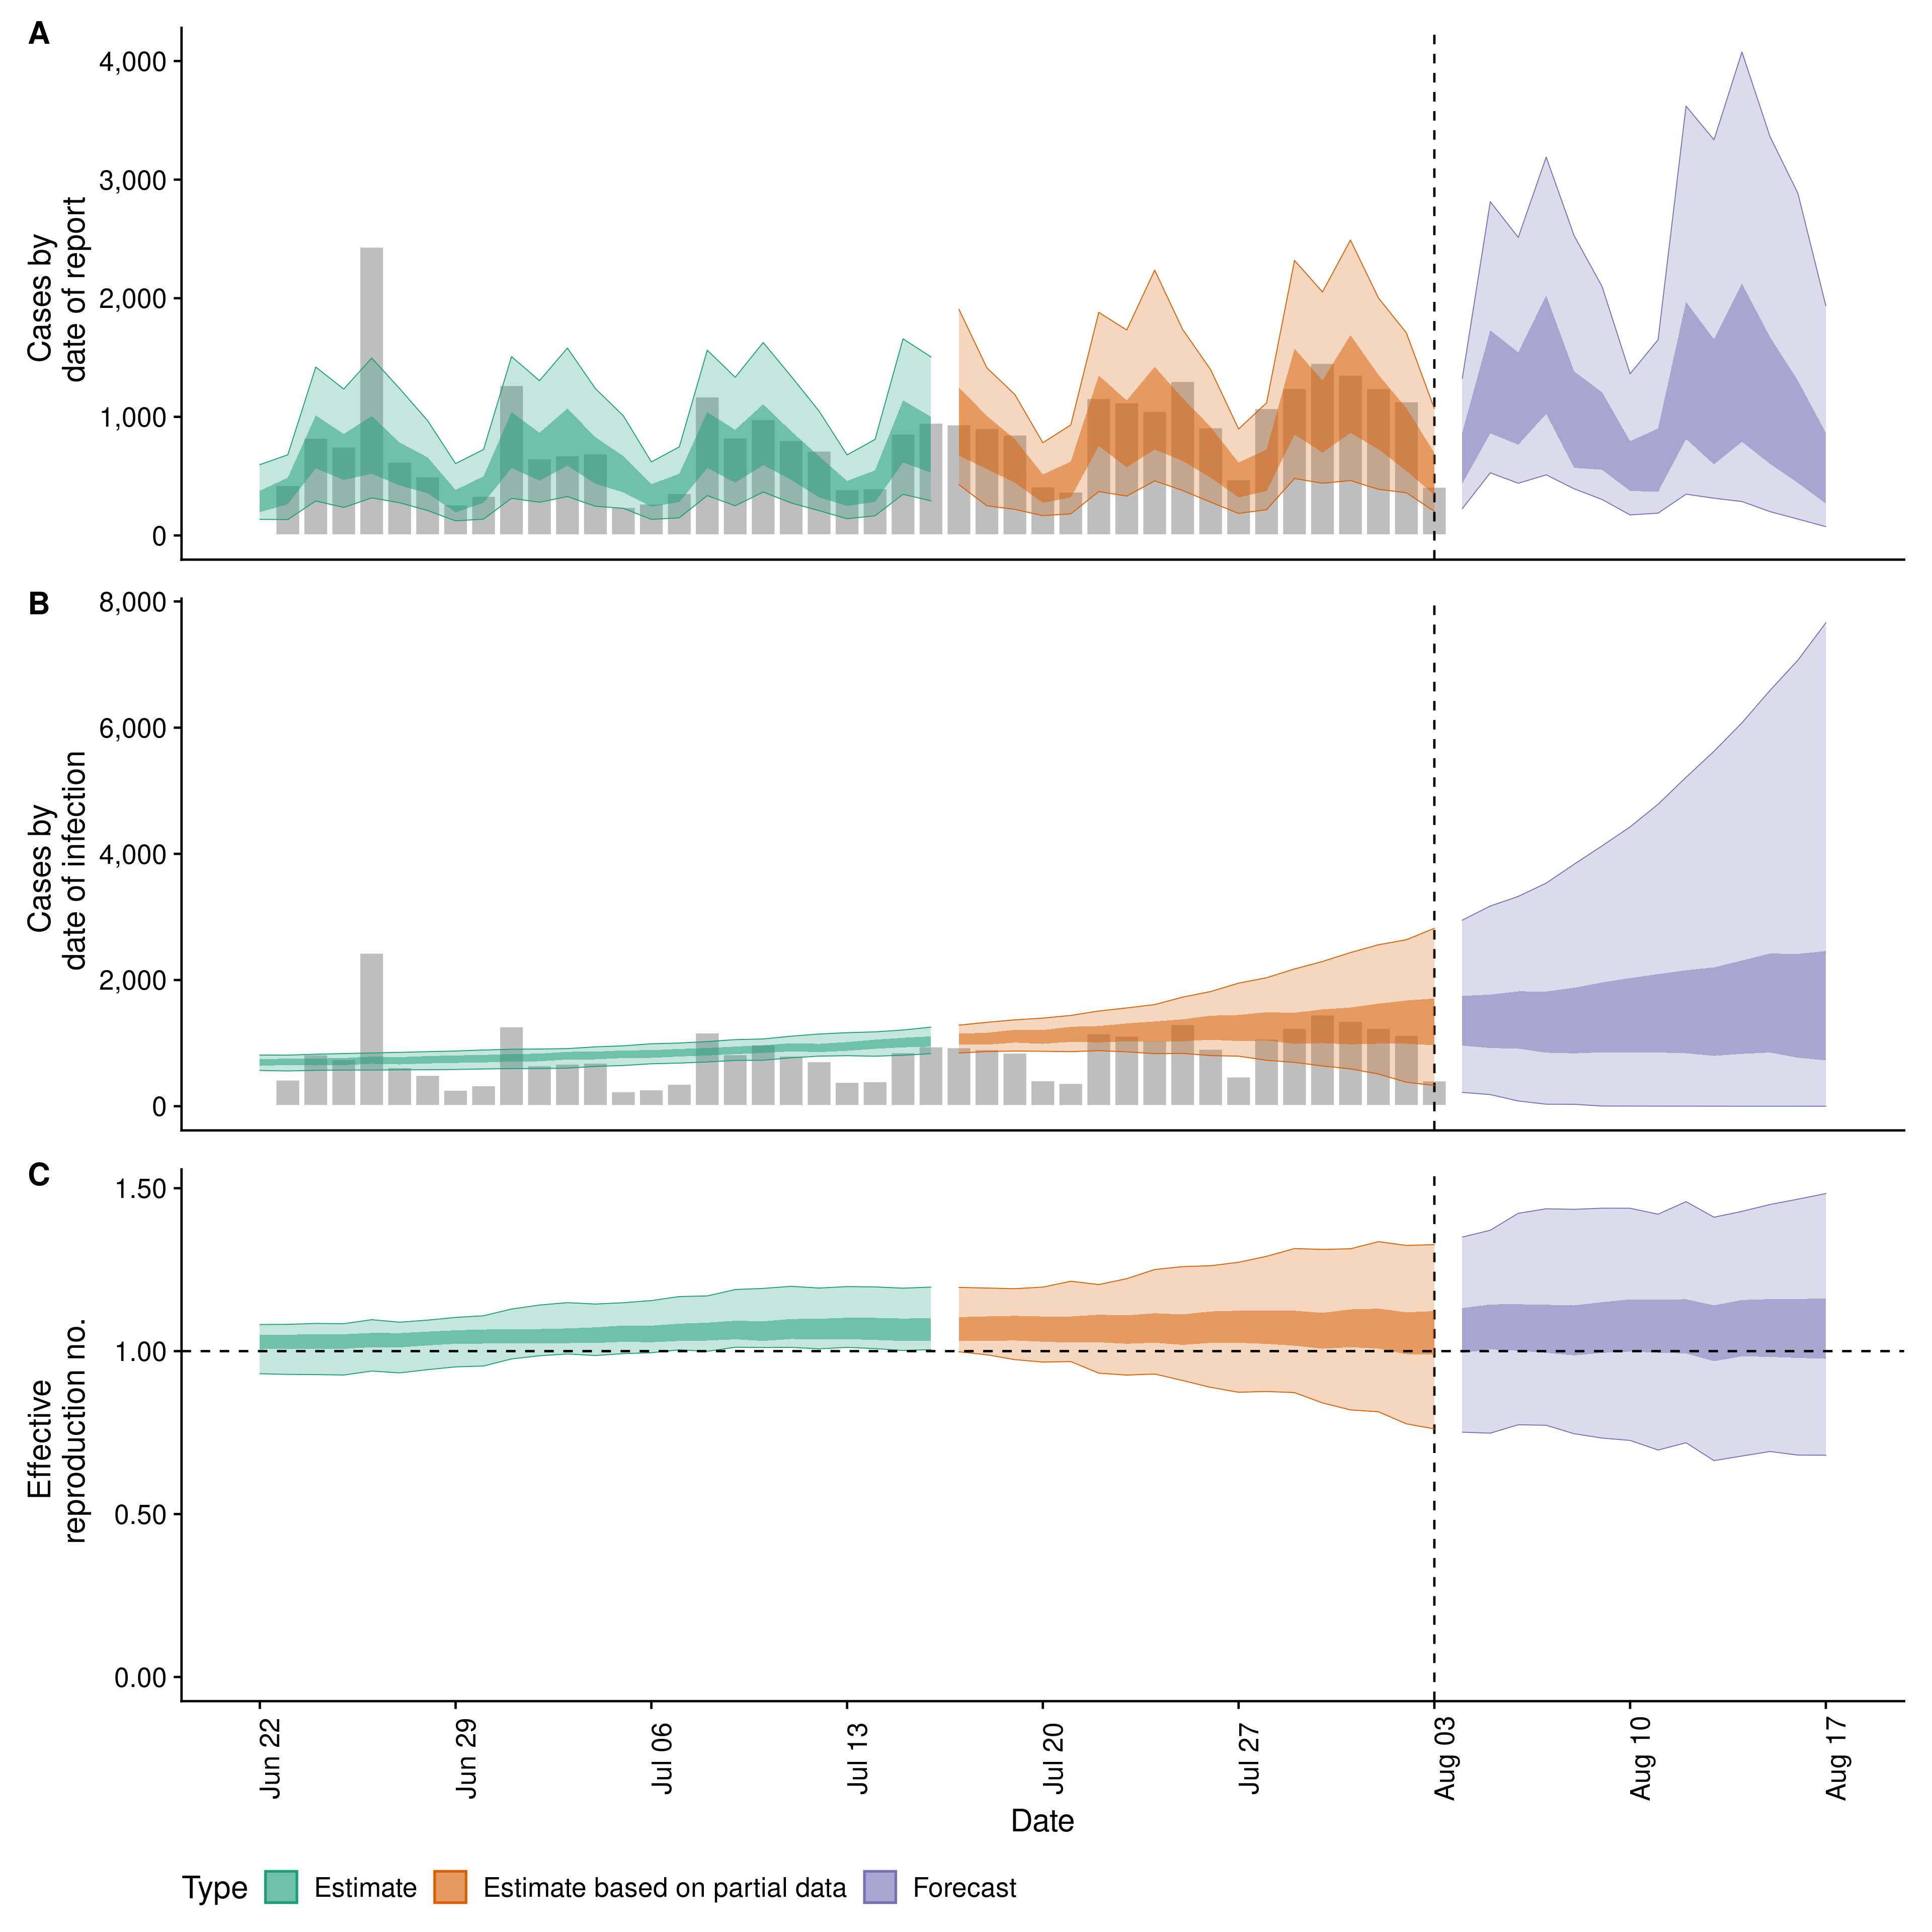 A
4,000
3,000
2,000
1,000
0
Cases by
date of report
B
8,000
6,000
4,000
2,000
0
Cases by
date of infection
C
1.50
1.00
0.50
0.00
Effective
reproduction no.
Jun 22
Jun 29
Jul 06
Jul 13
Jul 20
Jul 27
Aug 03
Aug 10
Aug 17
Date
Type Estimate Estimate based on partial data Forecast